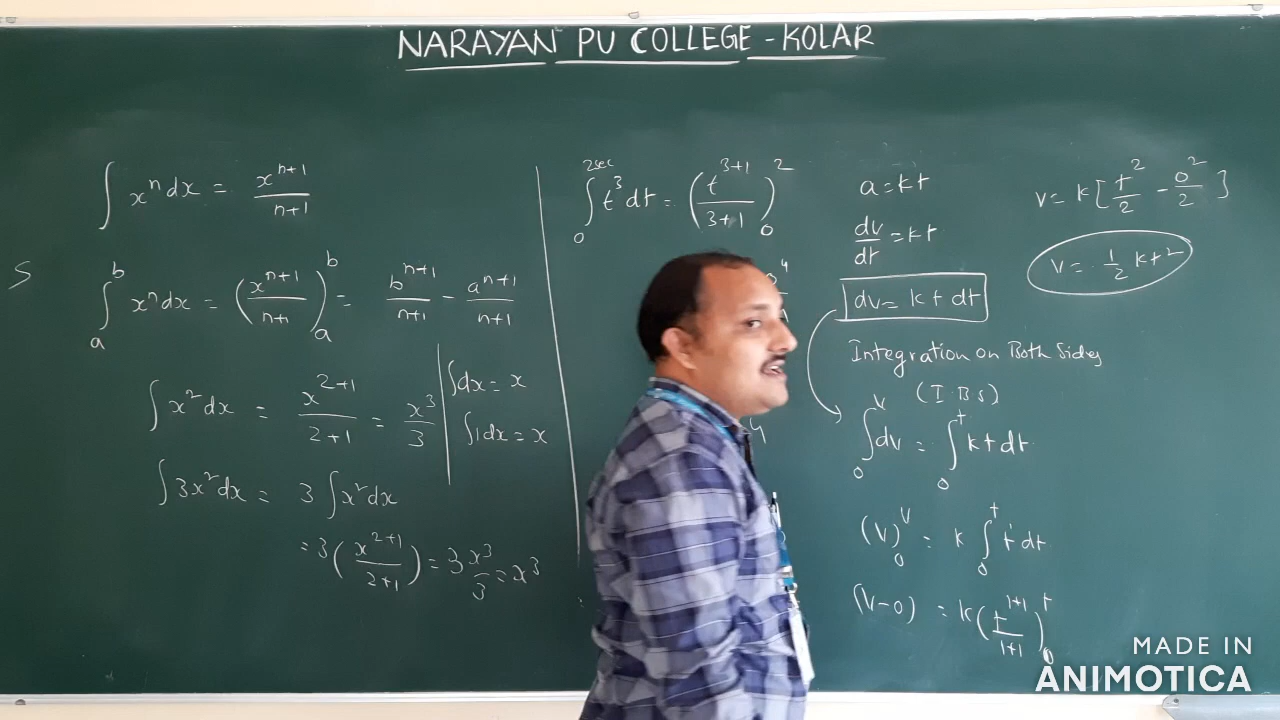 NARAYAN PU COLLEGE - KOLAR
∫ xⁿ dx = xⁿ⁺¹/n+1
S
∫ₐᵇ xⁿ dx = (xⁿ⁺¹/n+1)ₐᵇ = bⁿ⁺¹/n+1 - aⁿ⁺¹/n+1
∫ x² dx = x²⁺¹/2+1 = x³/3
∫dx = x
∫1dx = x
∫3x² dx = 3 ∫x² dx
= 3 (x²⁺¹/2+1) = 3 x³/3 = x³
∫₀²ˢᵉᶜ t³ dt = (t³⁺¹/3+1)₀²
4
a = kt
dv/dt = kt
dv = kt dt
Integration on Both Sides
(I.B.S)
∫₀ᵛ dv = ∫₀ᵗ kt dt
(V)₀ᵛ = k ∫₀ᵗ t¹ dt
(V-0) = k (t¹⁺¹/1+1)₀ᵗ
v = k [t²/2 - 0²/2]
v = 1/2 kt²
MADE IN
ANIMOTICA